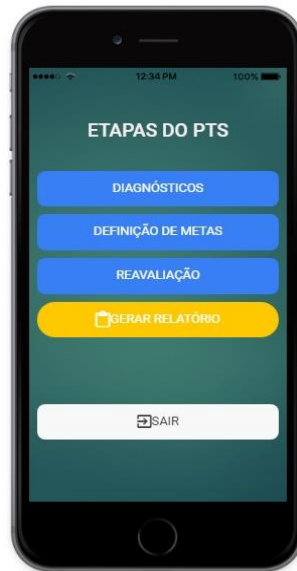 12:34 PM 100%
ETAPAS DO PTS
DIAGNÓSTICOS
DEFINIÇÃO DE METAS
REAVALIAÇÃO
GERAR RELATÓRIO
SAIR